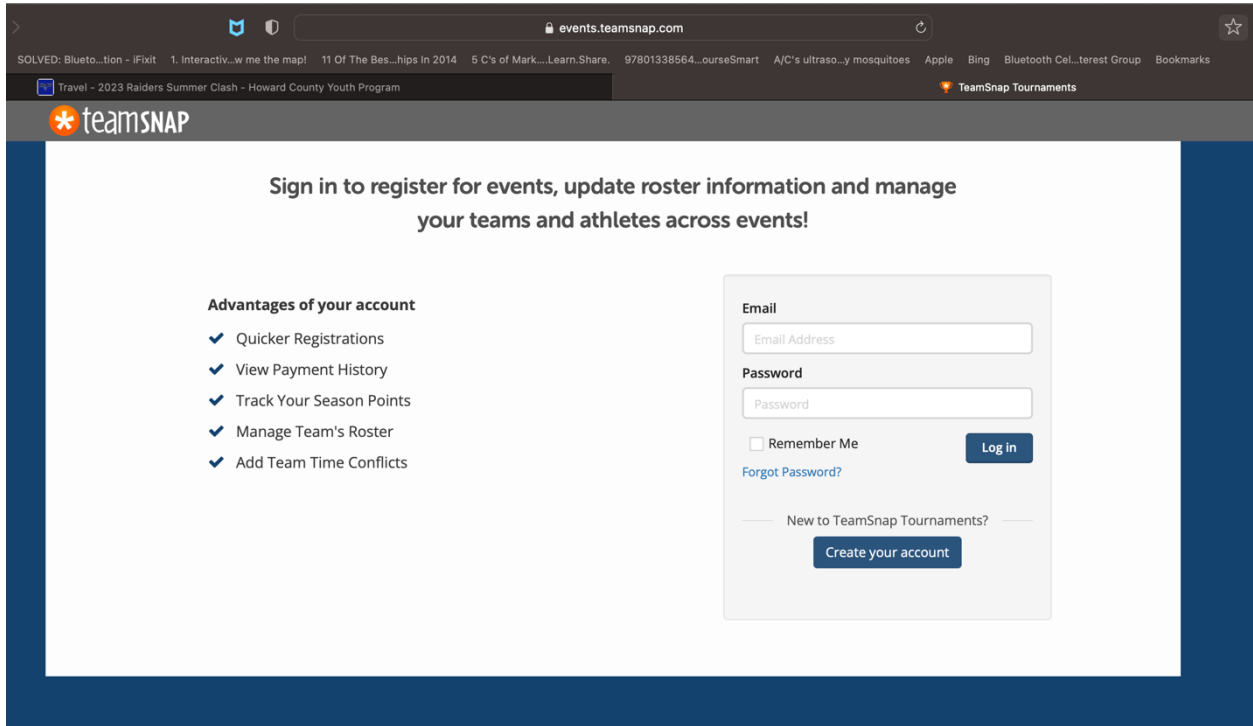 events.teamsnap.com
SOLVED: Blueto...tion - iFixit 1. Interactiv...w me the map! 11 Of The Bes...hips In 2014 5 C's of Mark....Learn.Share. 97801338564...ourseSmart A/C's ultraso...y mosquitoes Apple Bing Bluetooth Cel...terest Group Bookmarks
Travel - 2023 Raiders Summer Clash - Howard County Youth Program TeamSnap Tournaments
teamSNAP
Sign in to register for events, update roster information and manage
your teams and athletes across events!
Advantages of your account
Quicker Registrations
View Payment History
Track Your Season Points
Manage Team's Roster
Add Team Time Conflicts
Email
Email Address
Password
Password
Remember Me
Log in
Forgot Password?
New to TeamSnap Tournaments?
Create your account